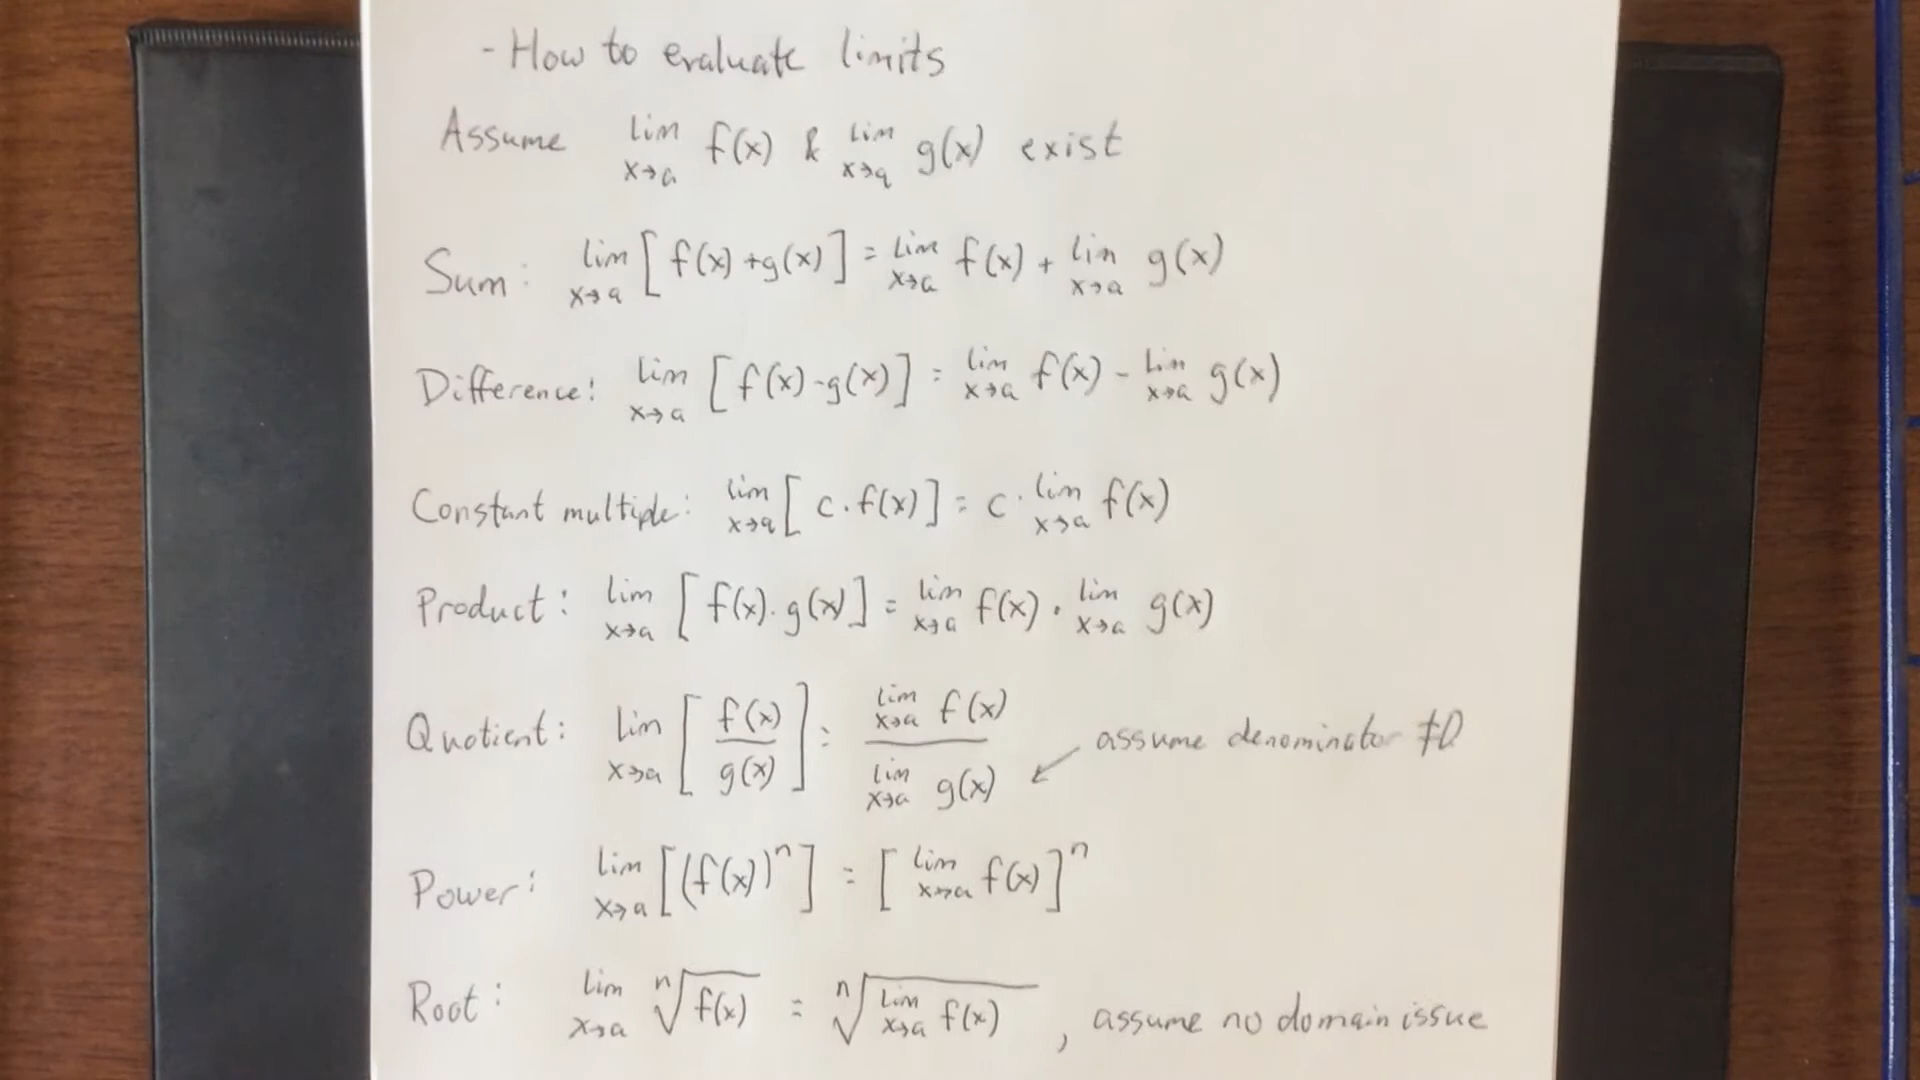 - How to evaluate limits
Assume lim x→a f(x) & lim x→a g(x) exist
Sum: lim x→a [f(x)+g(x)] = lim x→a f(x) + lim x→a g(x)
Difference: lim x→a [f(x)-g(x)] = lim x→a f(x) - lim x→a g(x)
Constant multiple: lim x→a [c·f(x)] = c·lim x→a f(x)
Product: lim x→a [f(x)·g(x)] = lim x→a f(x) · lim x→a g(x)
Quotient: lim x→a [f(x)/g(x)] = lim x→a f(x) / lim x→a g(x) ↙ assume denominator ≠0
Power: lim x→a [(f(x))^n] = [lim x→a f(x)]^n
Root: lim x→a ⁿ√f(x) = ⁿ√(lim x→a f(x)), assume no domain issue